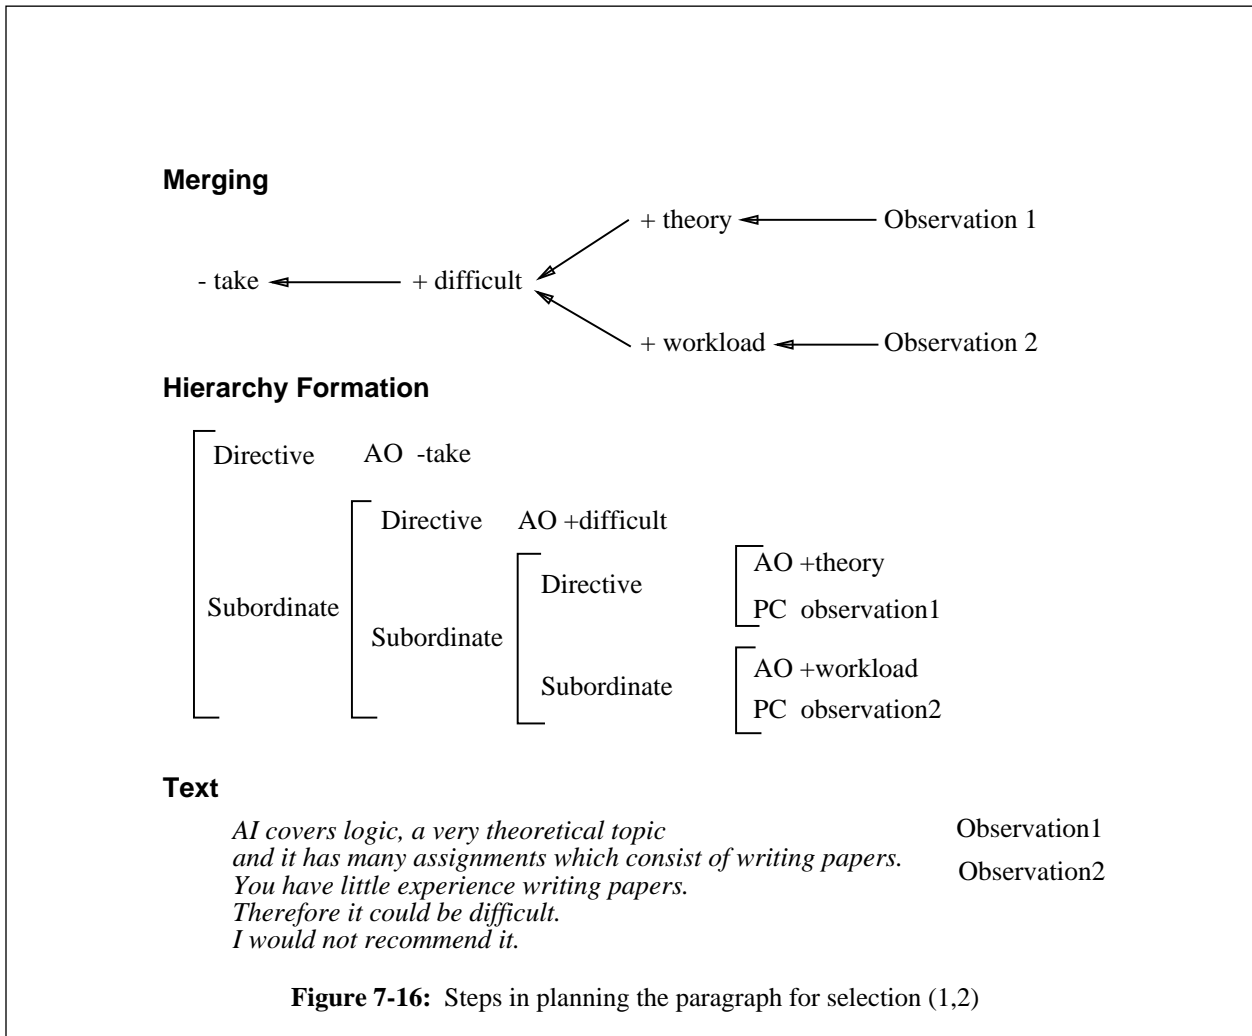 Merging
+ theory Observation 1
- take + difficult
+ workload Observation 2
Hierarchy Formation
Directive AO -take
Directive AO +difficult
AO +theory
Directive
Subordinate PC observation1
Subordinate
AO +workload
Subordinate
PC observation2
Text
AI covers logic, a very theoretical topic Observation1
and it has many assignments which consist of writing papers.
Observation2
You have little experience writing papers.
Therefore it could be difficult.
I would not recommend it.
Figure 7-16: Steps in planning the paragraph for selection (1,2)